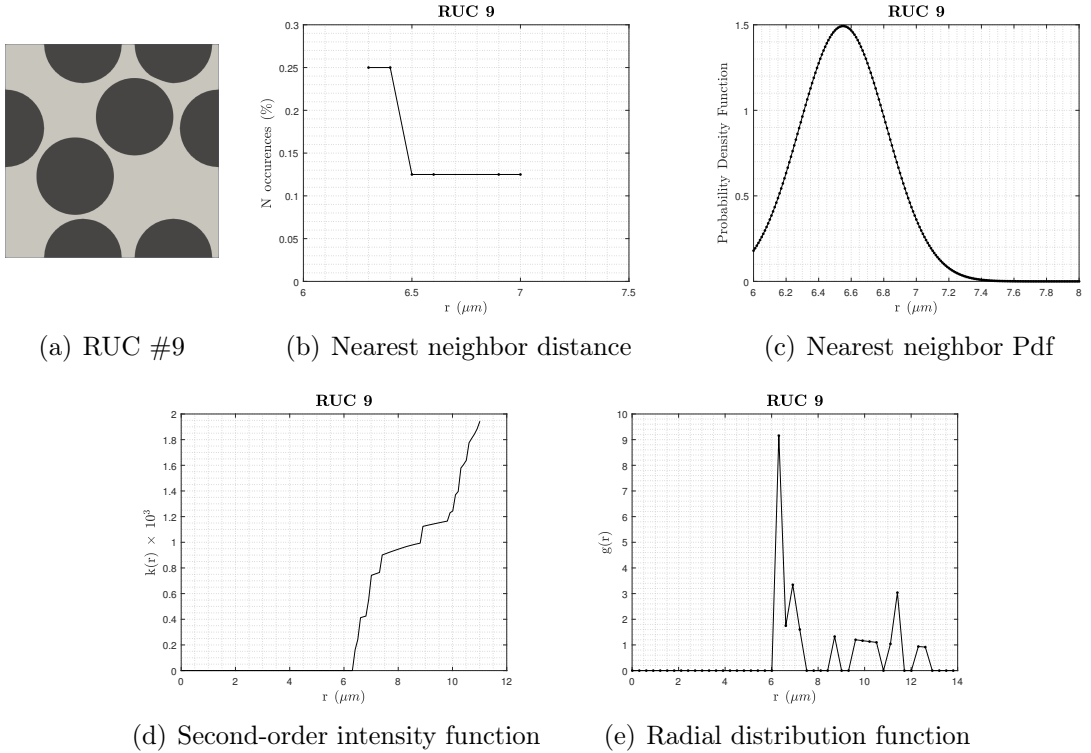 RUC 9
0.3
0.25
0.2
0.15
0.1
0.05
0
N occurences (%)
6 6.5 7 7.5
r (μm)
RUC 9
1.5
1
0.5
0
Probability Density Function
6 6.2 6.4 6.6 6.8 7 7.2 7.4 7.6 7.8 8
r (μm)
(a) RUC #9
(b) Nearest neighbor distance
(c) Nearest neighbor Pdf
RUC 9
2
1.8
1.6
1.4
1.2
1
0.8
0.6
0.4
0.2
0
k(r) × 10³
0 2 4 6 8 10 12
r (μm)
RUC 9
10
9
8
7
6
5
4
3
2
1
0
g(r)
0 2 4 6 8 10 12 14
r (μm)
(d) Second-order intensity function
(e) Radial distribution function